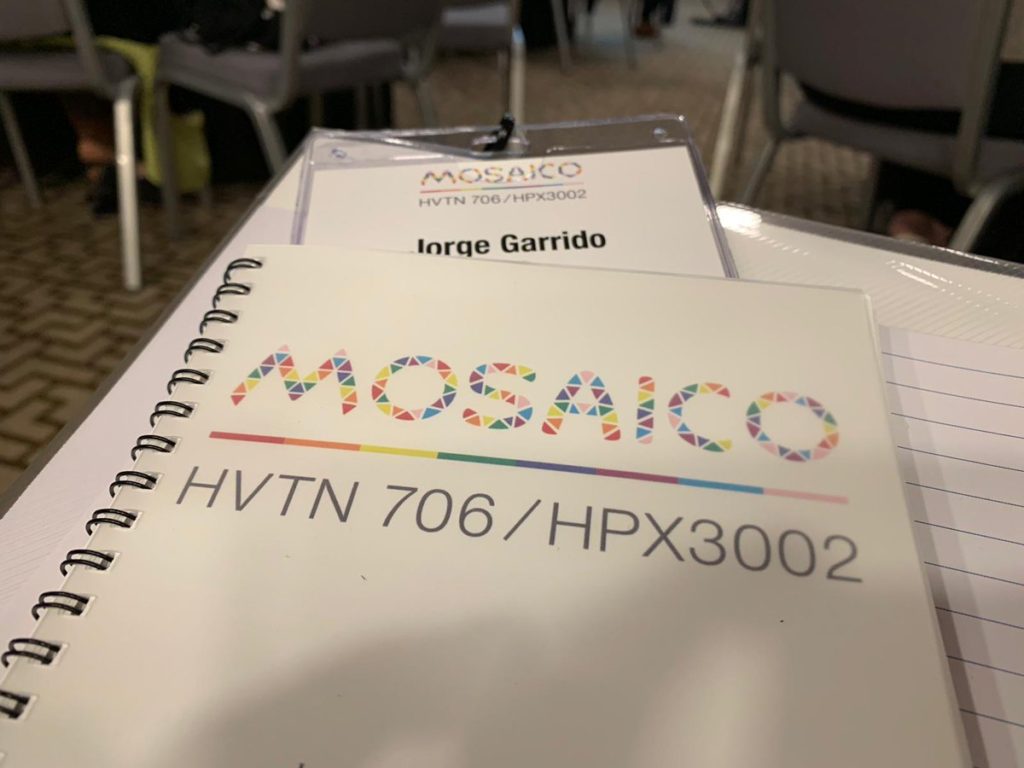 MOSAICO
HVTN 706/HPX3002
Jorge Garrido
MOSAICO
HVTN 706/HPX3002